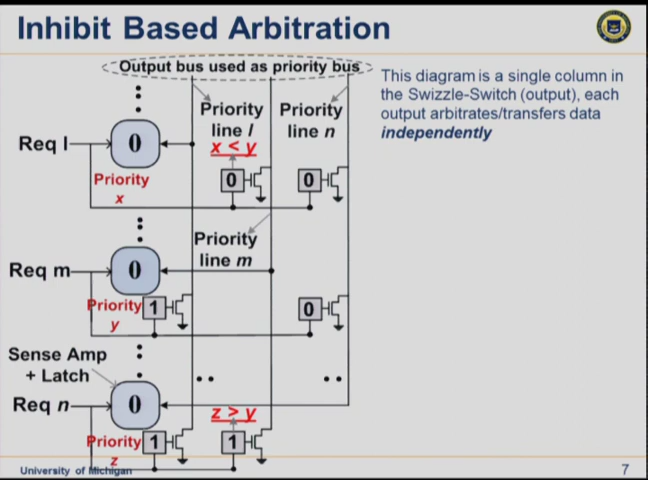 Inhibit Based Arbitration
Output bus used as priority bus
This diagram is a single column in
the Swizzle-Switch (output), each
output arbitrates/transfers data
independently
Priority
line l
x < y
Priority
line n
Req l
0
Priority
x
0
0
Priority
line m
Req m
0
Priority
y
1
0
Sense Amp
+ Latch
Req n
0
z > y
Priority
z
1
1
University of Michigan
7